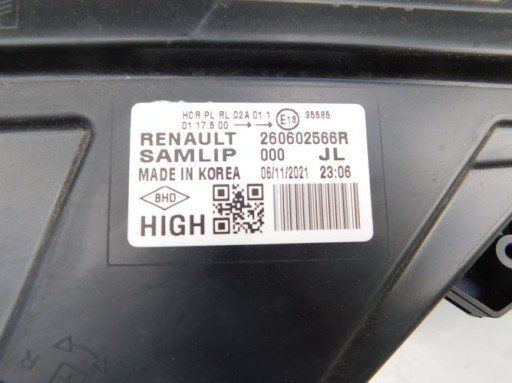 HCR PL RL 02A 01 1 E13 35585
01 17.5 00
RENAULT 260602566R
SAMLIP 000 JL
MADE IN KOREA 06/11/2021 23:06
BHD
HIGH
R